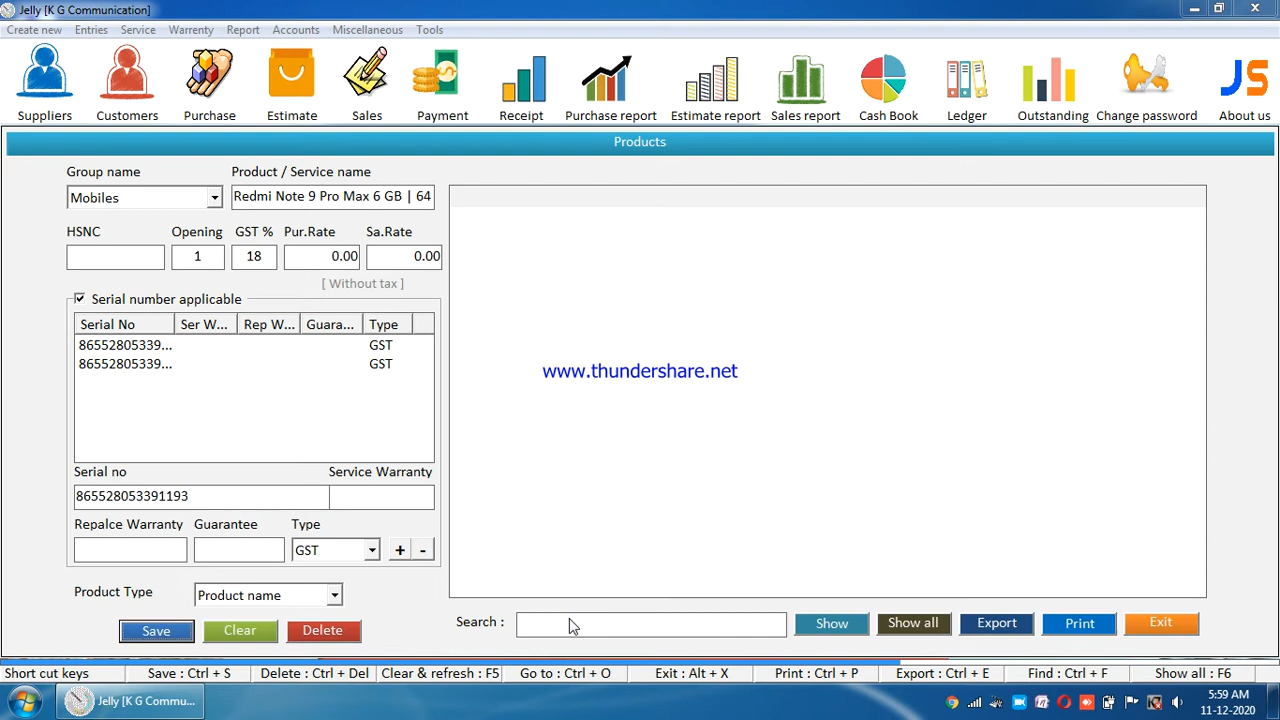 Jelly [K G Communication]
Create new Entries Service Warrenty Report Accounts Miscellaneous Tools
Suppliers Customers Purchase Estimate Sales Payment Receipt Purchase report Estimate report Sales report Cash Book Ledger Outstanding Change password About us
JS
Products
Group name Product / Service name
Mobiles Redmi Note 9 Pro Max 6 GB | 64
HSNC Opening GST % Pur.Rate Sa.Rate
1 18 0.00 0.00
[ Without tax ]
Serial number applicable
Serial No Ser W... Rep W... Guara... Type
86552805339... GST
86552805339... GST
www.thundershare.net
Serial no Service Warranty
865528053391193
Repalce Warranty Guarantee Type
GST + -
Product Type Product name
Save Clear Delete Search : Show Show all Export Print Exit
Short cut keys Save : Ctrl + S Delete : Ctrl + Del Clear & refresh : F5 Go to : Ctrl + O Exit : Alt + X Print : Ctrl + P Export : Ctrl + E Find : Ctrl + F Show all : F6
Jelly [K G Commu... 5:59 AM
11-12-2020